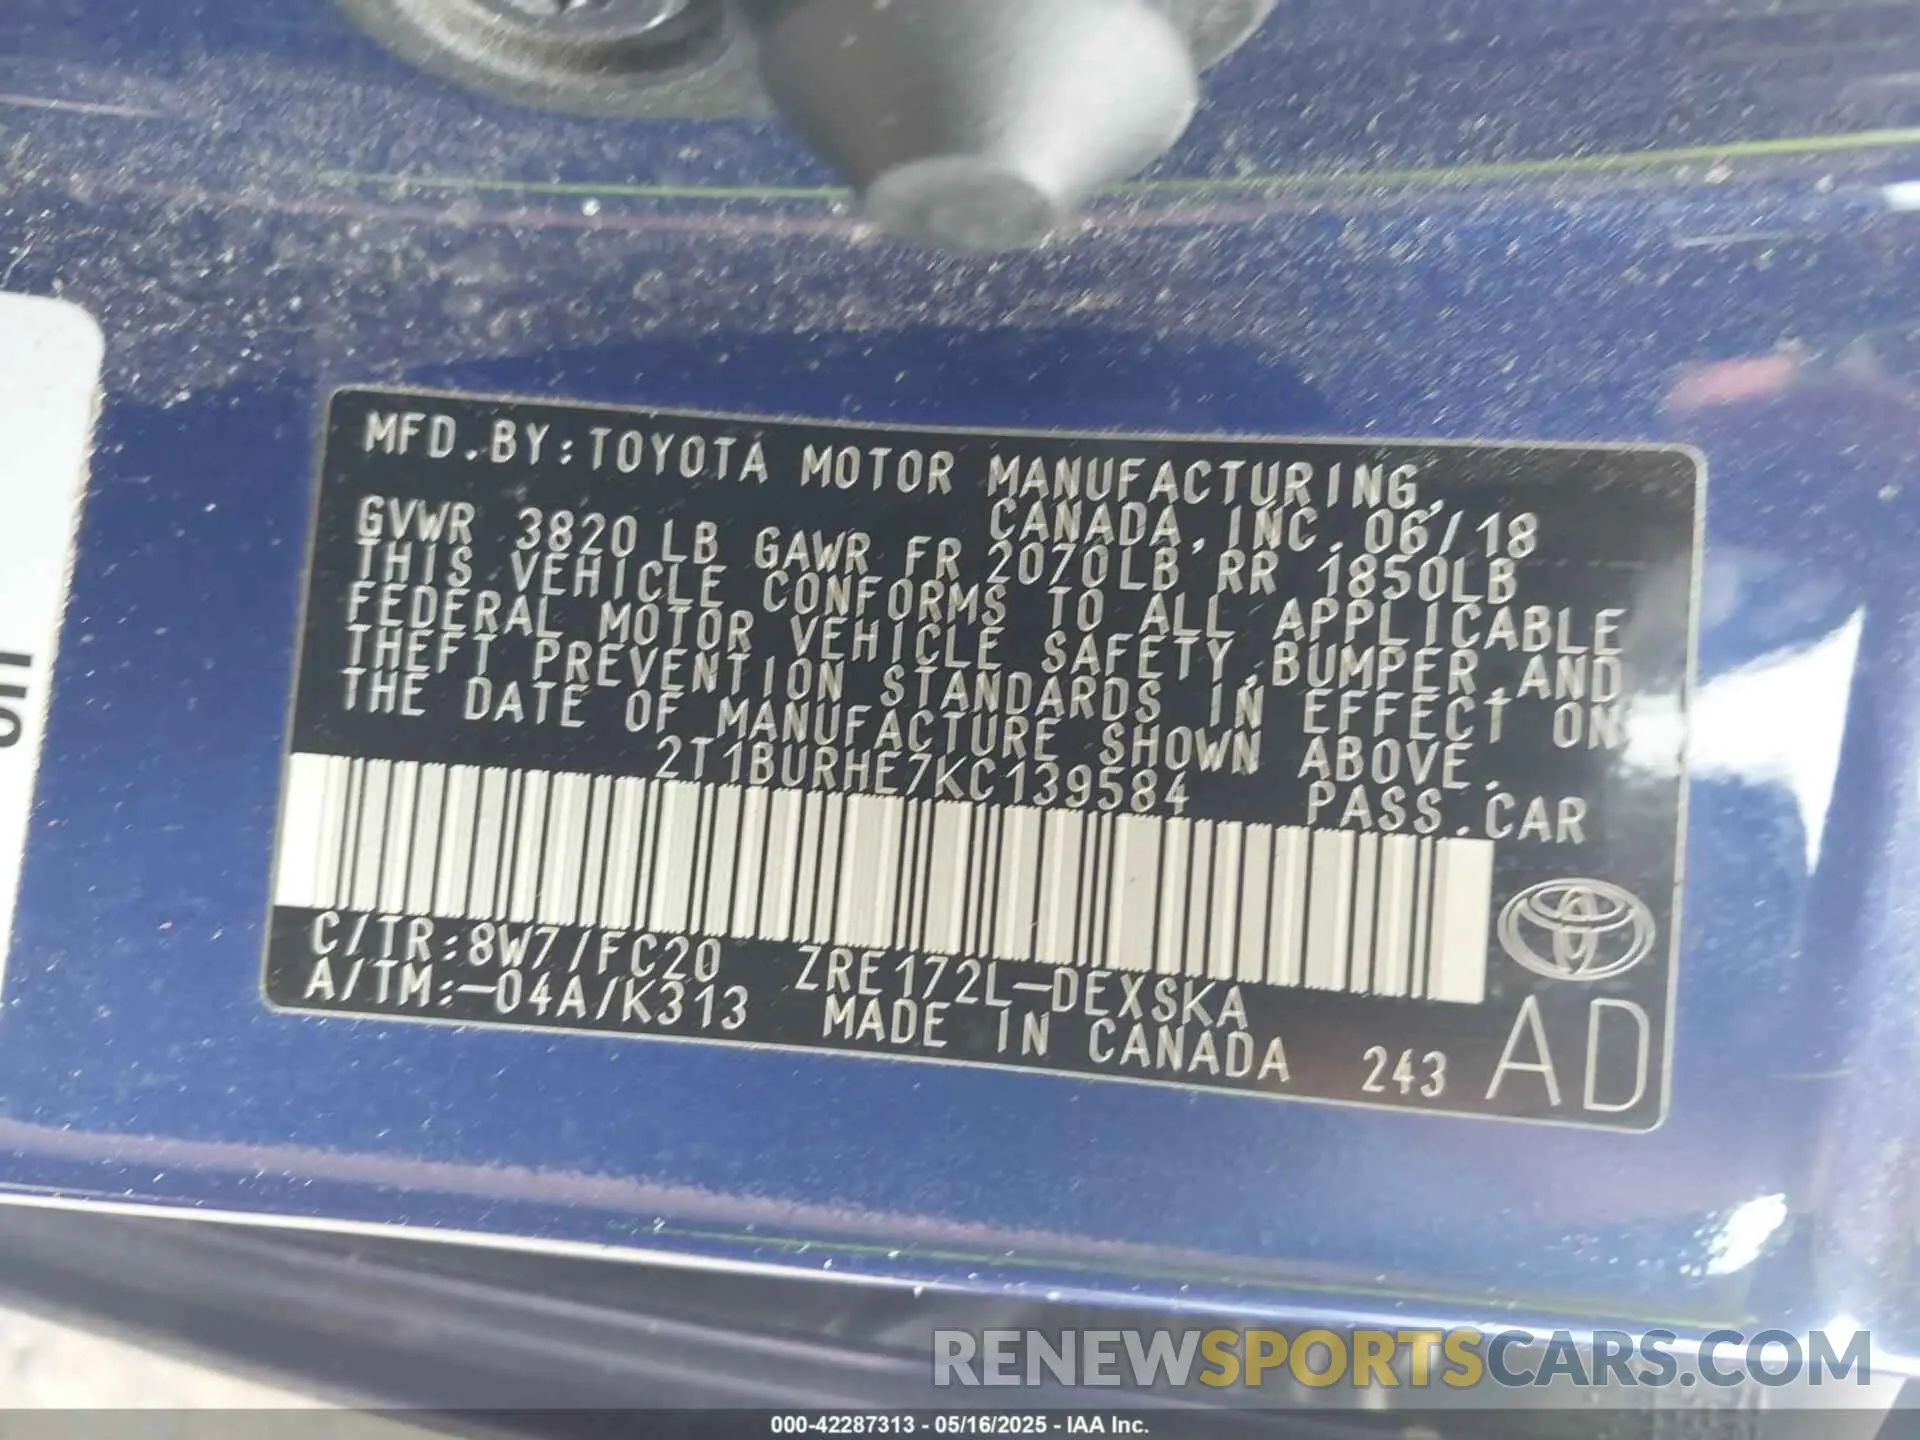 MFD.BY:TOYOTA MOTOR MANUFACTURING,
CANADA,INC.06/18
GVWR 3820LB GAWR FR 2070LB RR 1850LB
THIS VEHICLE CONFORMS TO ALL APPLICABLE
FEDERAL MOTOR VEHICLE SAFETY,BUMPER,AND
THEFT PREVENTION STANDARDS IN EFFECT ON
THE DATE OF MANUFACTURE SHOWN ABOVE.
2T1BURHE7KC139584 PASS.CAR
C/TR:8W7/FC20 ZRE172L-DEXSKA
A/TM:-04A/K313 MADE IN CANADA 243 AD
RENEWSPORTSCARS.COM
000-42287313 - 05/16/2025 - IAA Inc.